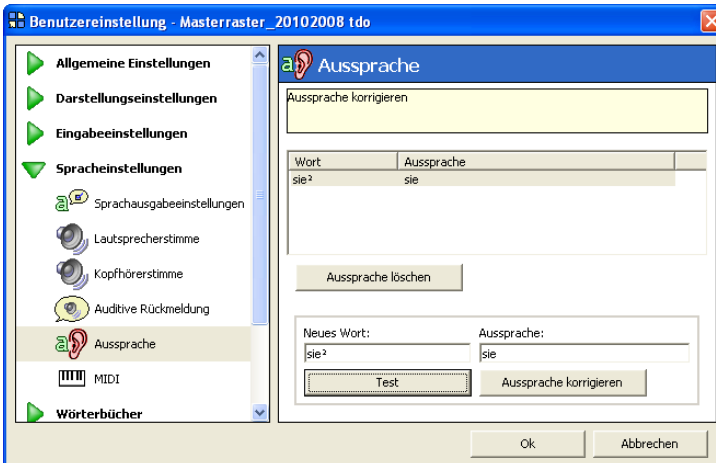 Benutzereinstellung - Masterraster_20102008 tdo
Allgemeine Einstellungen
Darstellungseinstellungen
Eingabeeinstellungen
Spracheinstellungen
Sprachausgabeeinstellungen
Lautsprecherstimme
Kopfhörerstimme
Auditive Rückmeldung
a Aussprache
MIDI
Wörterbücher
a Aussprache
Aussprache korrigieren
Wort Aussprache
sie² sie
Aussprache löschen
Neues Wort: Aussprache:
sie² sie
Test Aussprache korrigieren
Ok Abbrechen